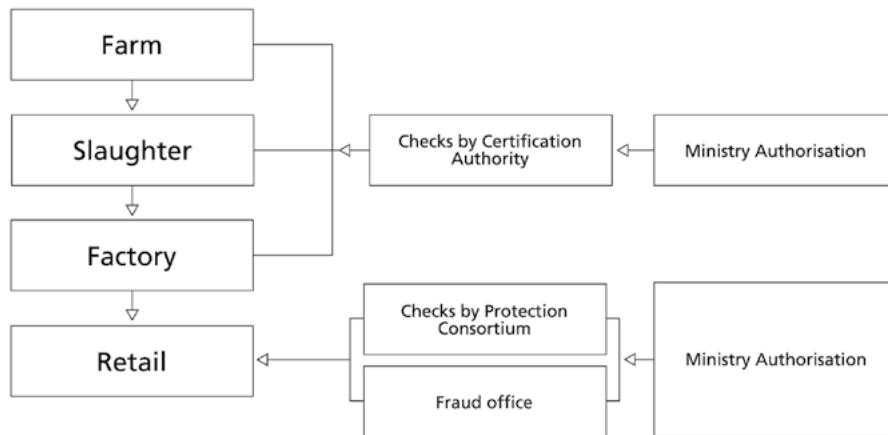 Farm
Slaughter
Checks by Certification
Authority
Ministry Authorisation
Factory
Checks by Protection
Consortium
Retail
Ministry Authorisation
Fraud office